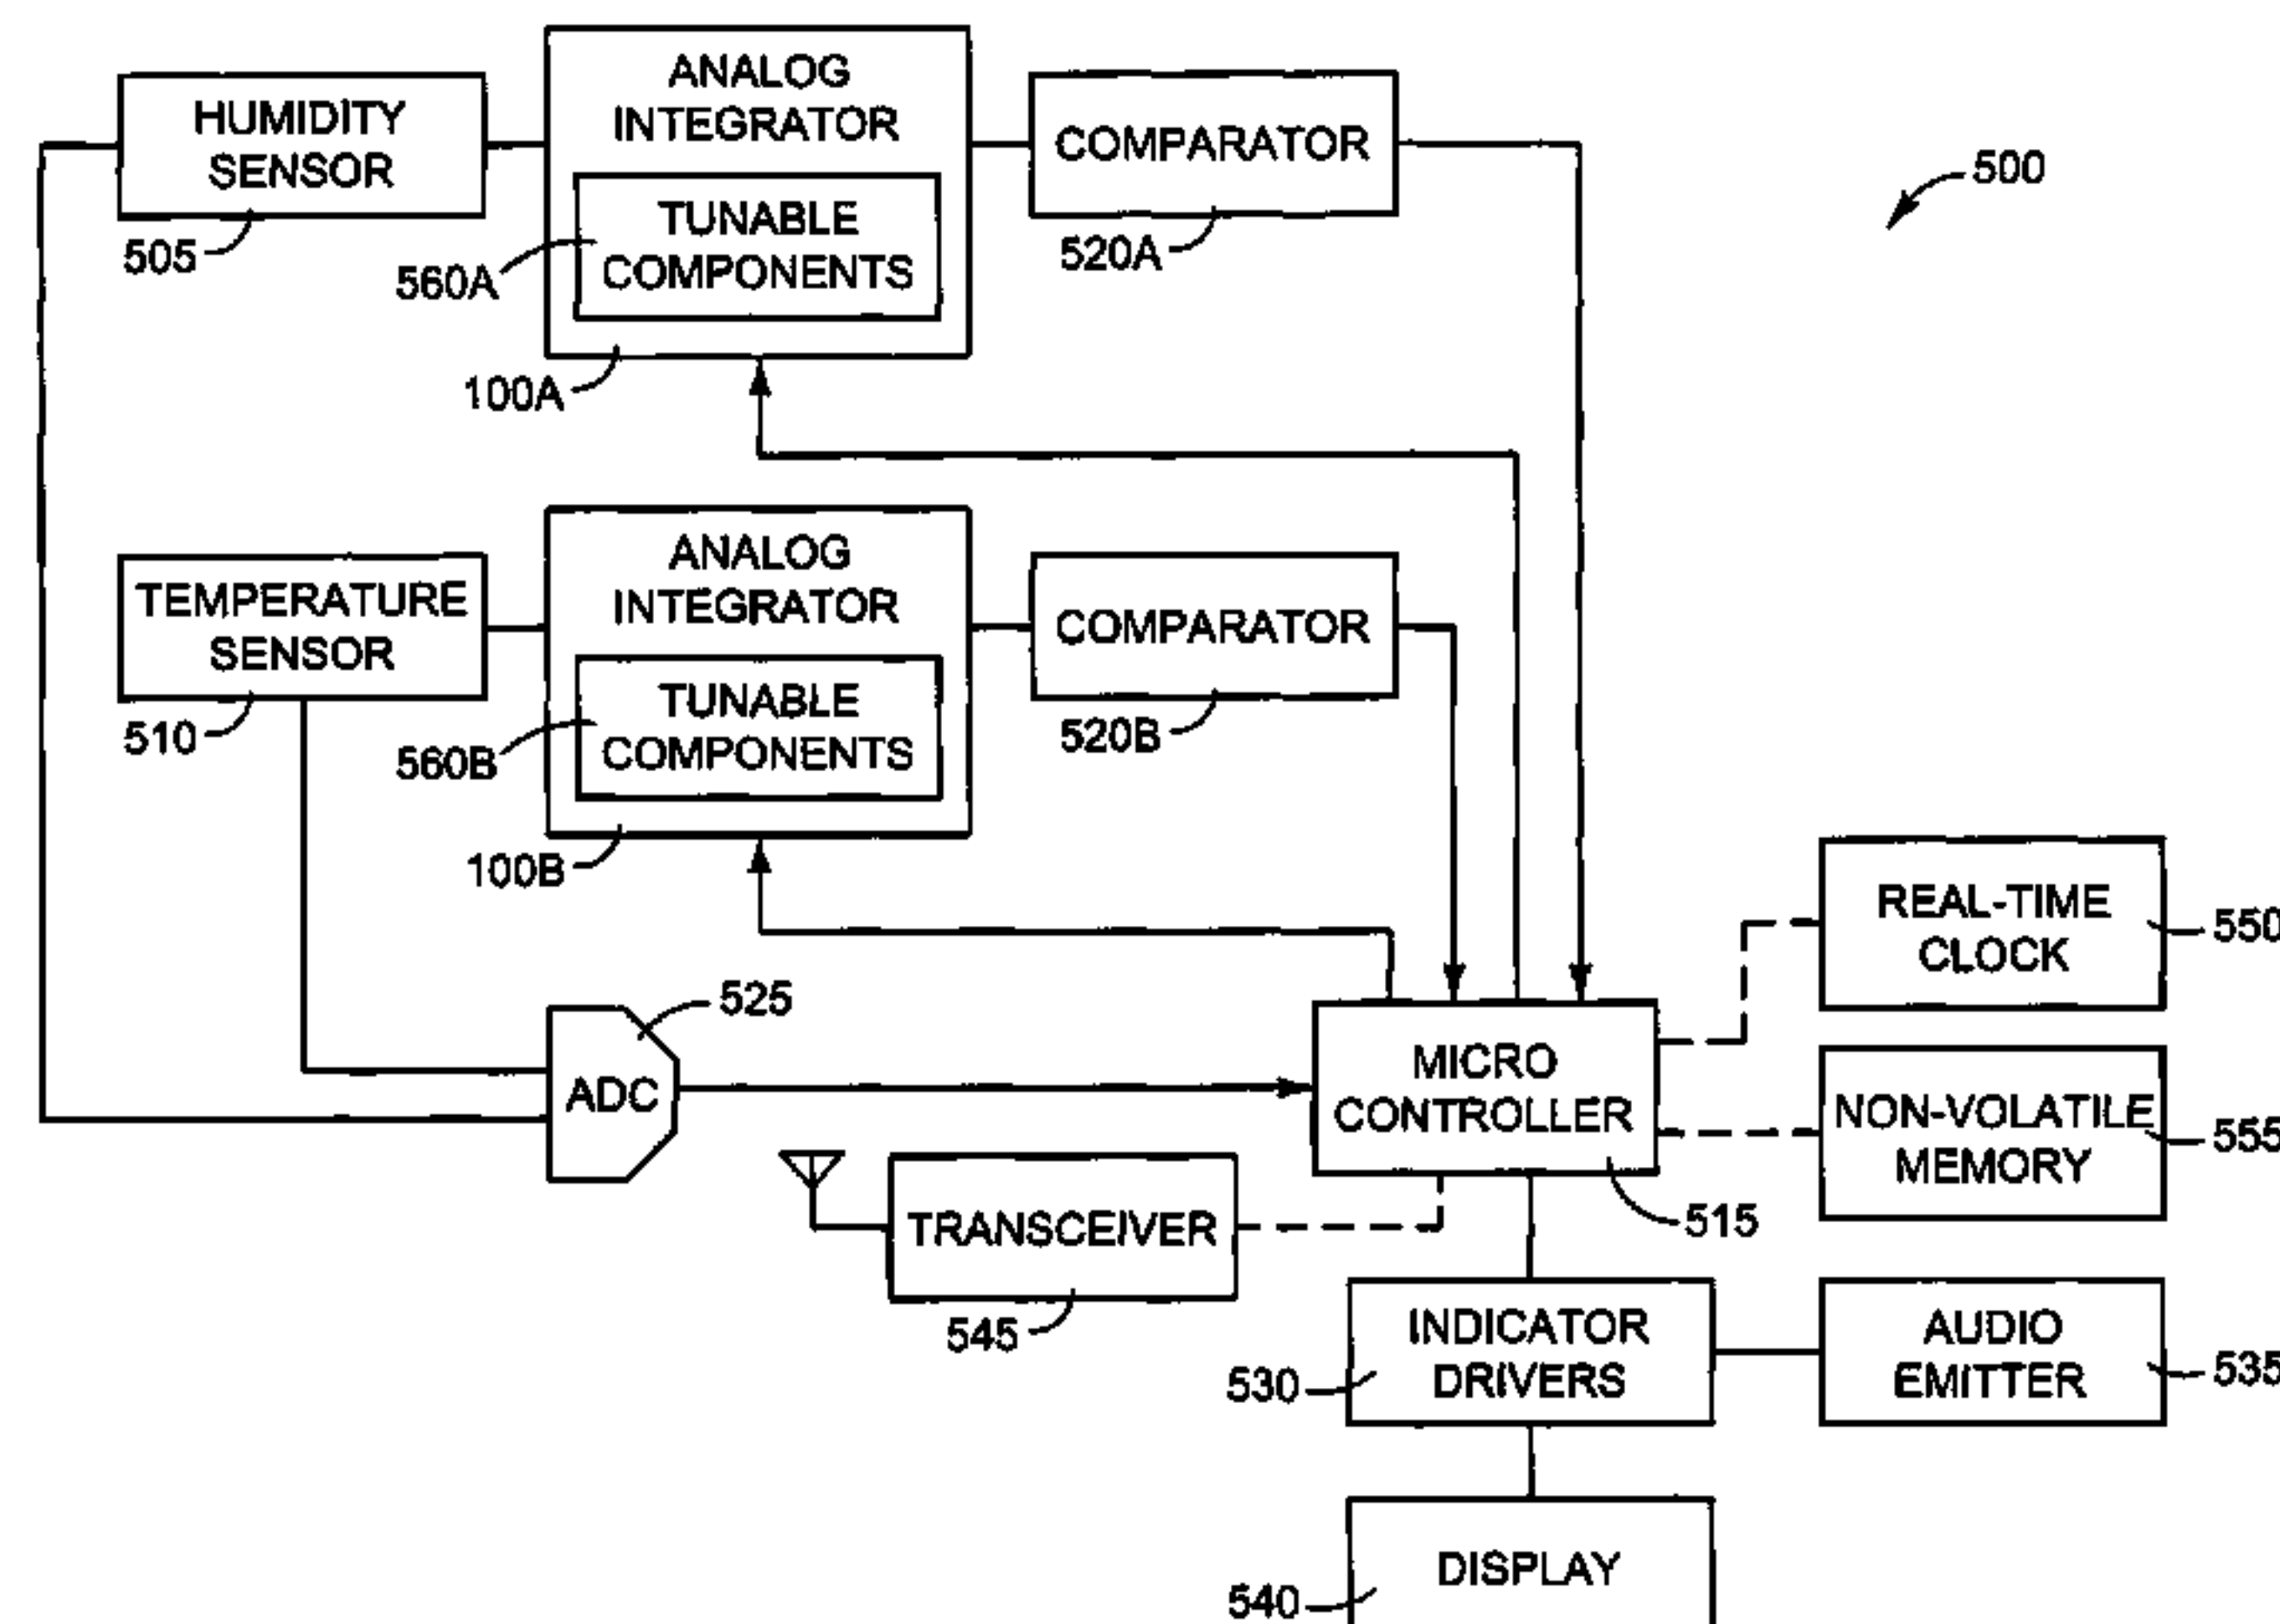 HUMIDITY
SENSOR
505
ANALOG
INTEGRATOR
TUNABLE
COMPONENTS
560A
100A
COMPARATOR
520A
500
TEMPERATURE
SENSOR
510
ANALOG
INTEGRATOR
TUNABLE
COMPONENTS
560B
100B
COMPARATOR
520B
ADC
525
MICRO
CONTROLLER
515
REAL-TIME
CLOCK
550
NON-VOLATILE
MEMORY
555
TRANSCEIVER
545
INDICATOR
DRIVERS
530
AUDIO
EMITTER
535
DISPLAY
540